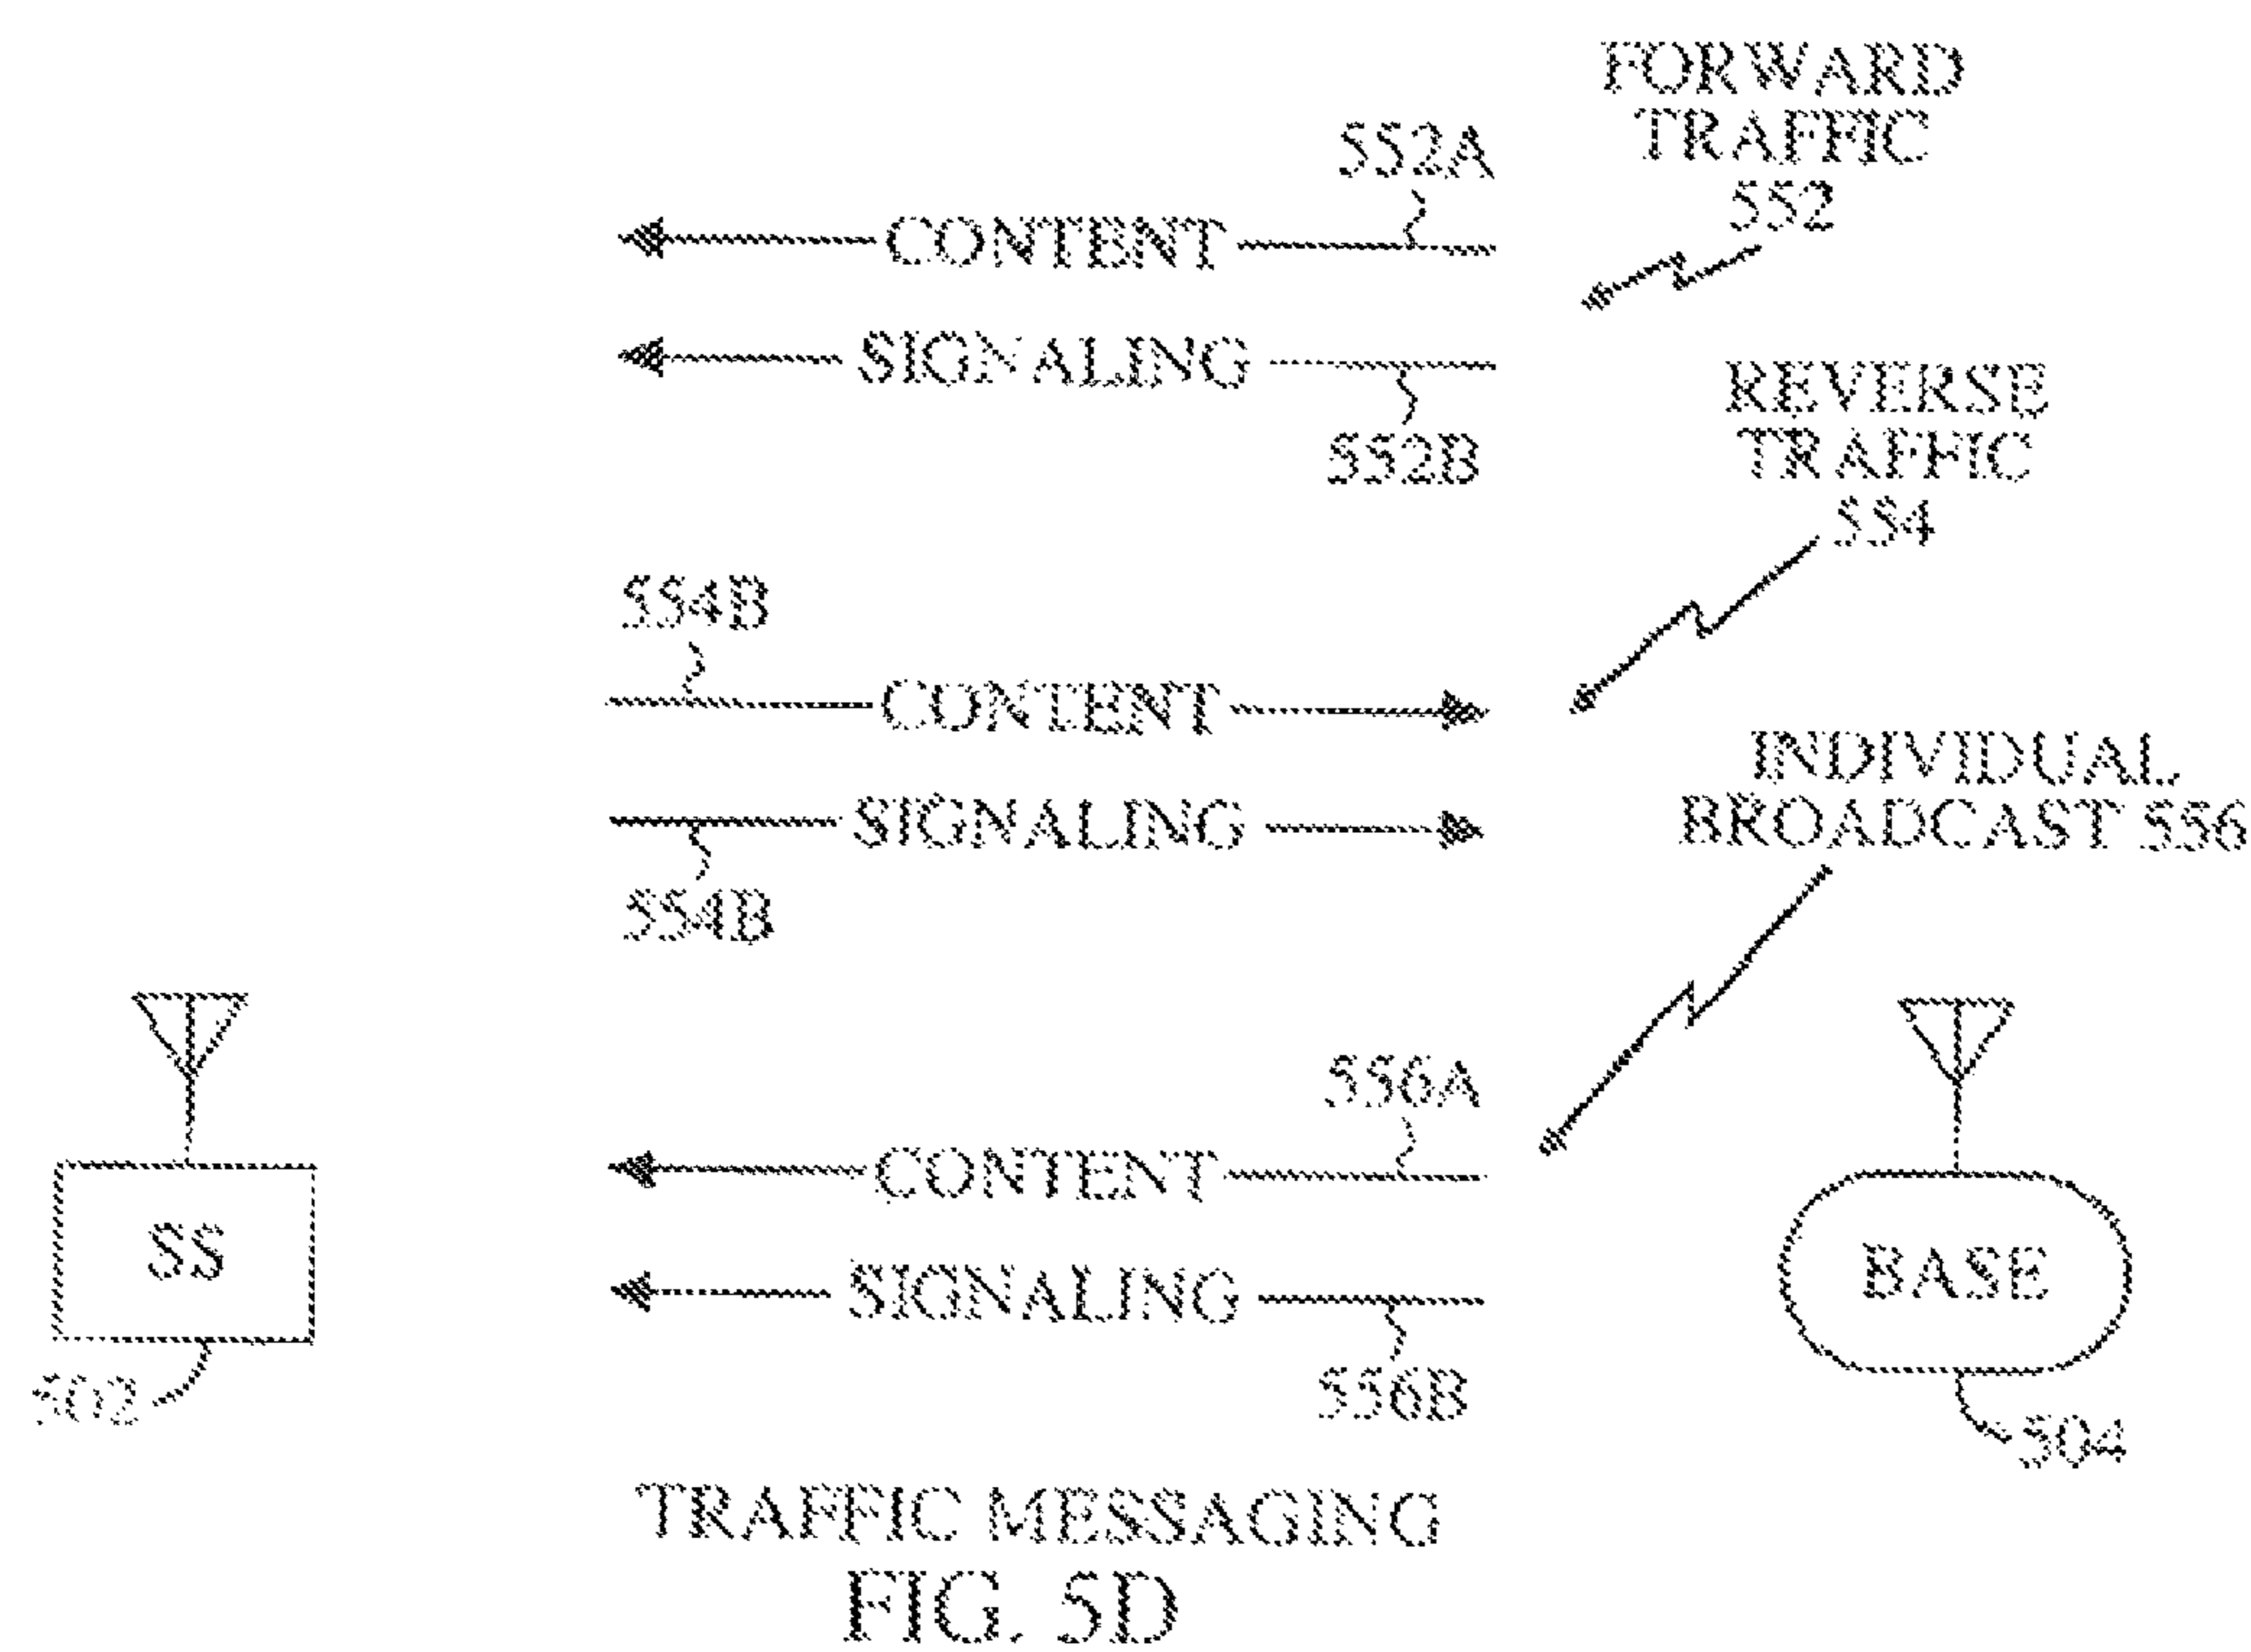 FORWARD
TRAFFIC
552
552A
CONTENT
SIGNALING
552B
REVERSE
TRAFFIC
554
554B
CONTENT
SIGNALING
554B
INDIVIDUAL
BROADCAST 556
556A
CONTENT
SIGNALING
556B
SS
502
BASE
504
TRAFFIC MESSAGING
FIG. 5D